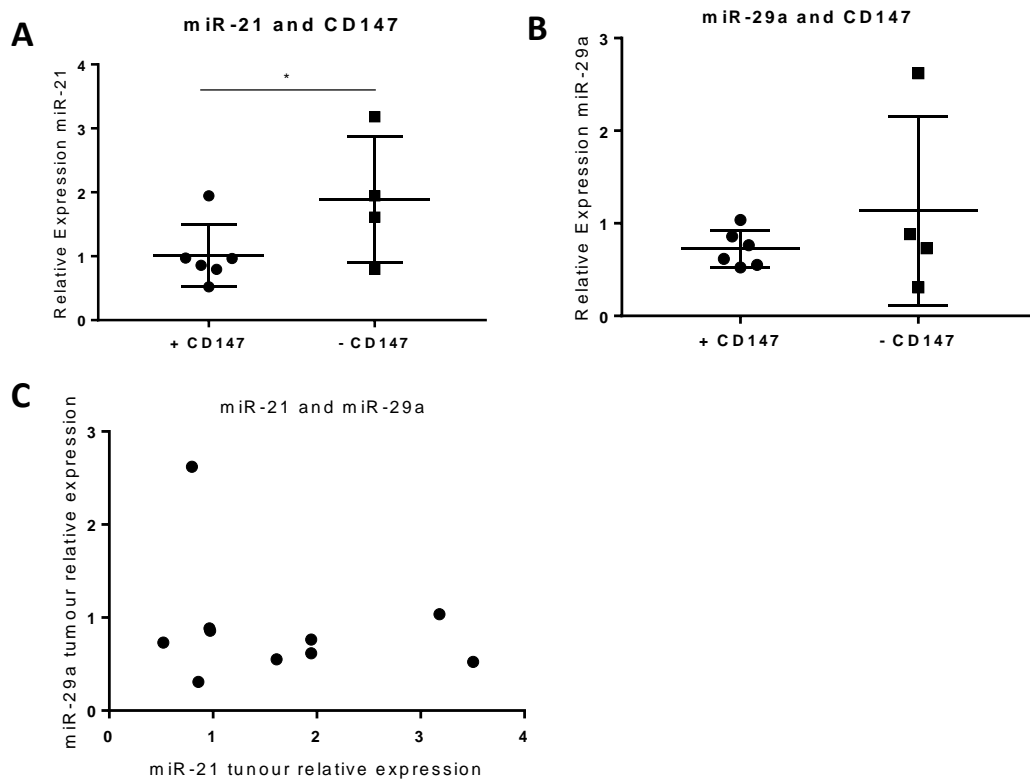 A
miR-21 and CD147
Relative Expression miR-21
4
3
2
1
0
*
+ CD147
- CD147
B
miR-29a and CD147
Relative Expression miR-29a
3
2
1
0
+ CD147
- CD147
C
miR-21 and miR-29a
miR-29a tumour relative expression
3
2
1
0
0 1 2 3 4
miR-21 tunour relative expression